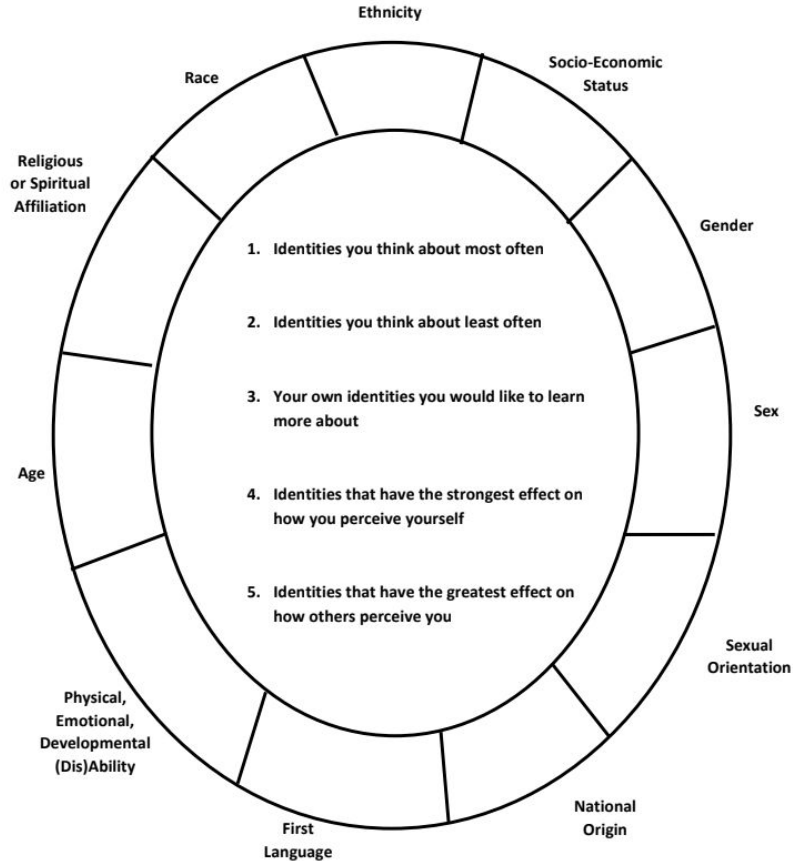 Ethnicity
Socio-Economic
Status
Race
Religious
or Spiritual
Affiliation
Gender
1. Identities you think about most often
2. Identities you think about least often
3. Your own identities you would like to learn
more about
Sex
Age
4. Identities that have the strongest effect on
how you perceive yourself
5. Identities that have the greatest effect on
how others perceive you
Sexual
Orientation
Physical,
Emotional,
Developmental
(Dis)Ability
National
Origin
First
Language